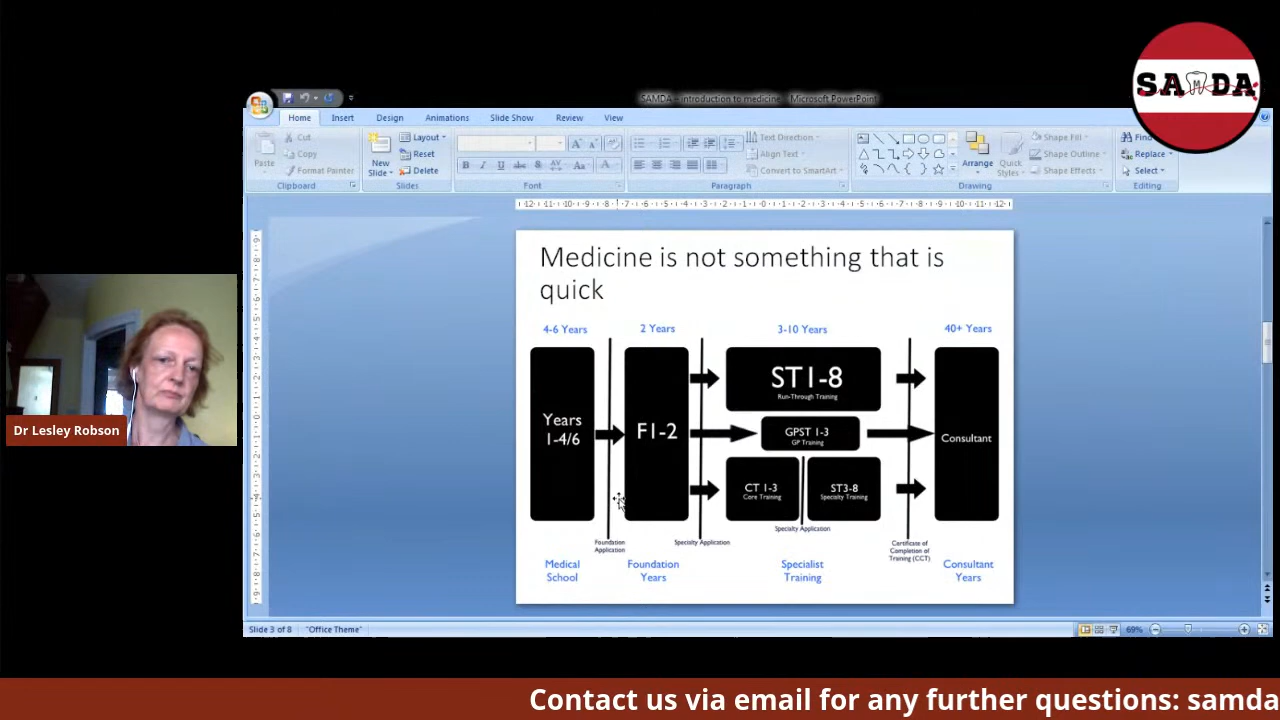 SAMDA
SAMDA - introduction to medicine - Microsoft PowerPoint
Home Insert Design Animations Slide Show Review View
Paste
Cut
Copy
Format Painter
Clipboard
New
Slide
Layout
Reset
Delete
Slides
B I U abc S AV Aa A
Font
Text Direction
Align Text
Convert to SmartArt
Paragraph
Arrange
Quick
Styles
Shape Fill
Shape Outline
Shape Effects
Drawing
Find
Replace
Select
Editing
Medicine is not something that is
quick
4-6 Years 2 Years 3-10 Years 40+ Years
Years
1-4/6
F1-2
ST1-8
Run-Through Training
GPST 1-3
GP Training
CT 1-3
Core Training
ST3-8
Specialty Training
Consultant
Foundation
Application
Specialty Application
Specialty Application
Certificate of
Completion of
Training (CCT)
Medical
School
Foundation
Years
Specialist
Training
Consultant
Years
Dr Lesley Robson
Slide 3 of 8 "Office Theme" 69%
Contact us via email for any further questions: samda